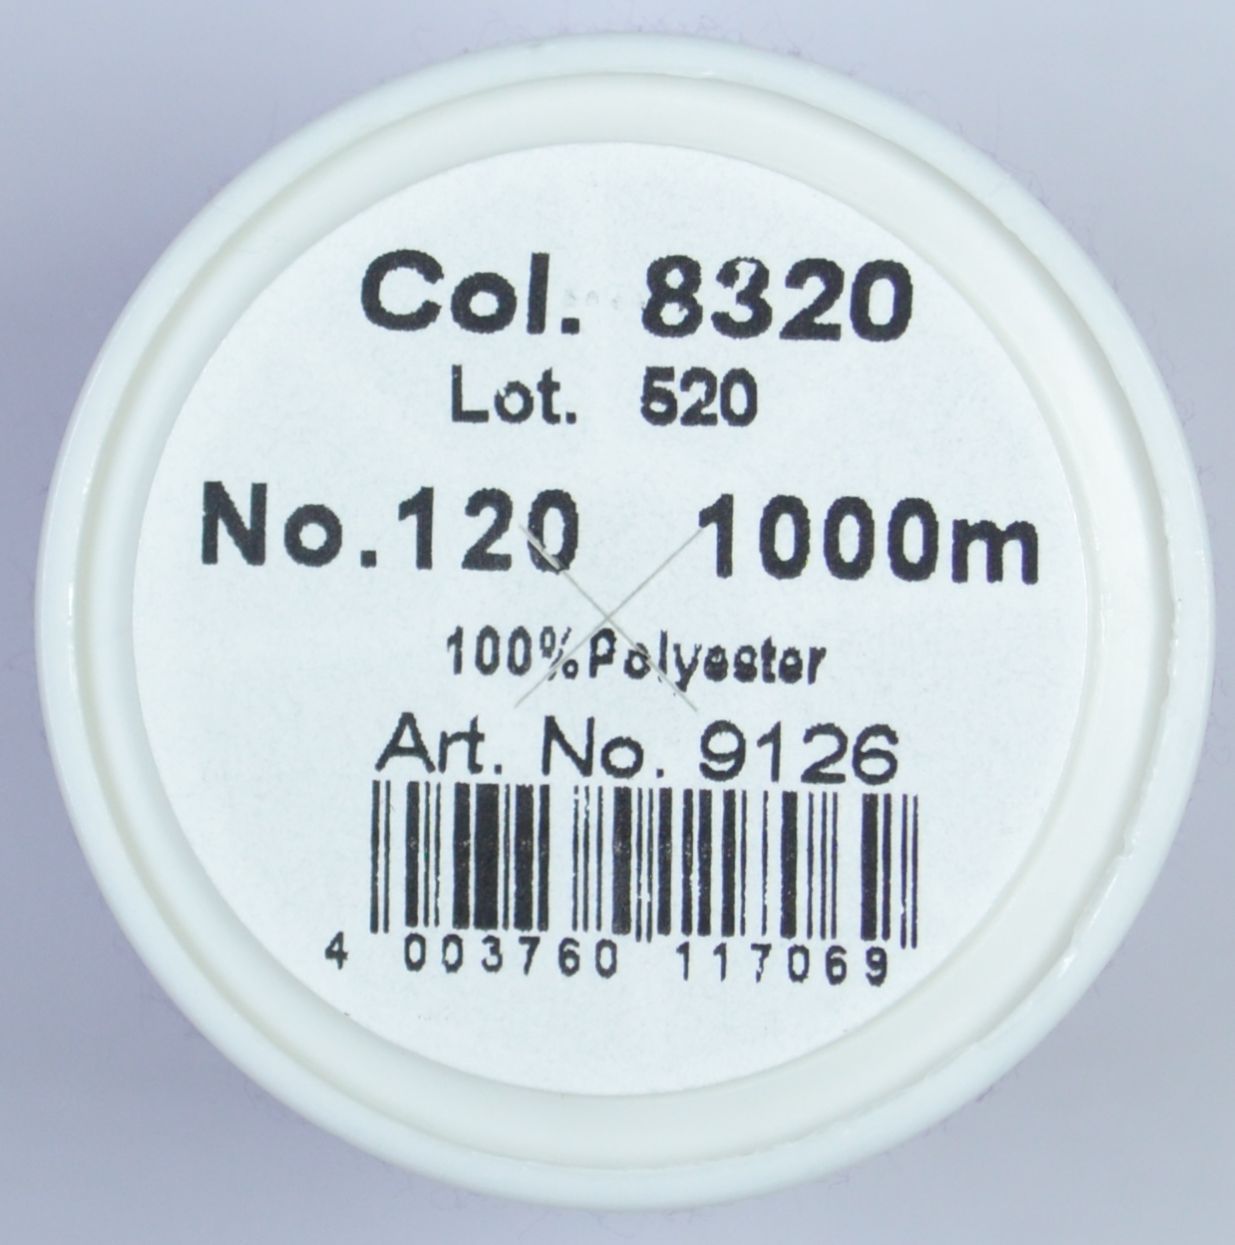 Col. 8320
Lot. 520
No.120 1000m
100%Polyester
Art. No. 9126
4 003760 117069